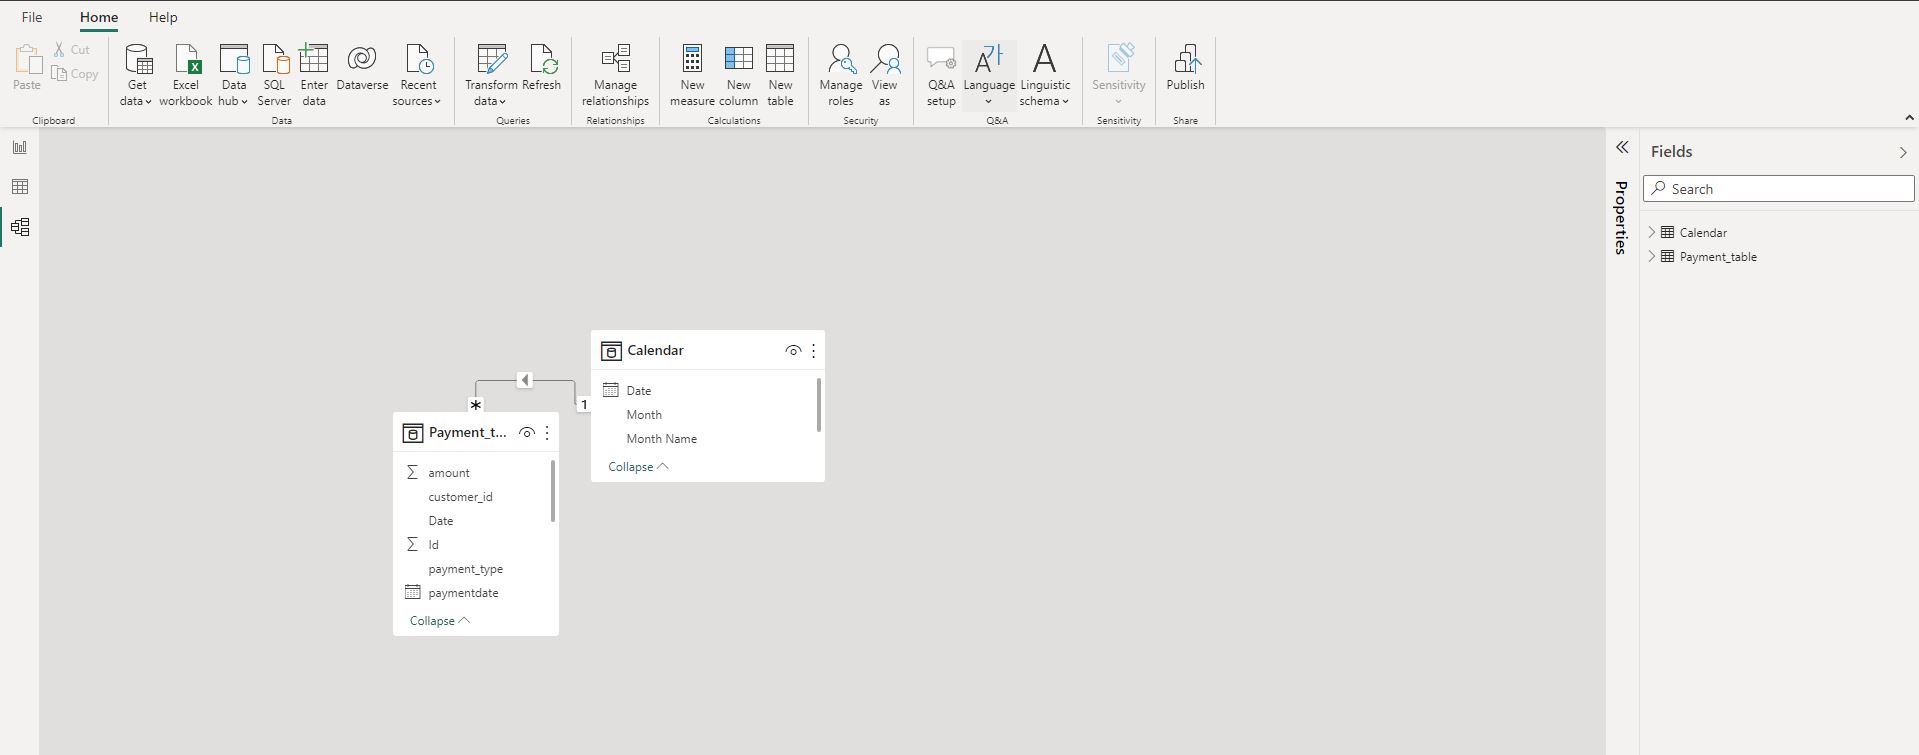 File Home Help
Paste
Cut
Copy
Clipboard
Get data
Excel workbook
Data hub
SQL Server
Enter data
Dataverse
Recent sources
Data
Transform data
Refresh
Queries
Manage relationships
Relationships
New measure
New column
New table
Calculations
Manage roles
View as
Security
Q&A setup
Language
Linguistic schema
Q&A
Sensitivity
Sensitivity
Publish
Share
Calendar
Date
Month
Month Name
Collapse
1
*
Payment_t...
amount
customer_id
Date
Id
payment_type
paymentdate
Collapse
Properties
Fields
Search
Calendar
Payment_table